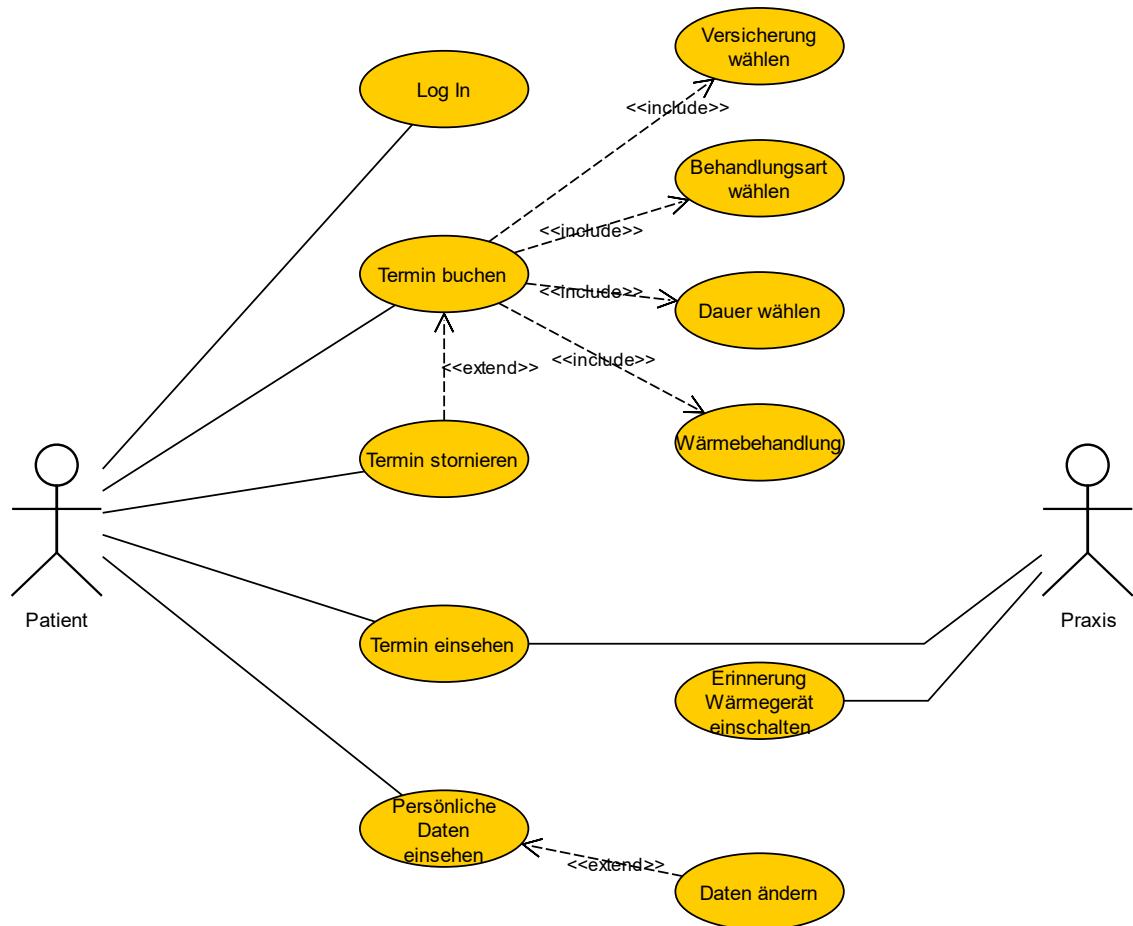 Versicherung
wählen
Log In
<<include>>
Behandlungsart
wählen
<<include>>
Termin buchen
<<include>>
Dauer wählen
<<include>>
<<extend>>
Wärmebehandlung
Termin stornieren
Patient
Praxis
Termin einsehen
Erinnerung
Wärmegerät
einschalten
Persönliche
Daten
einsehen
<<extend>>
Daten ändern